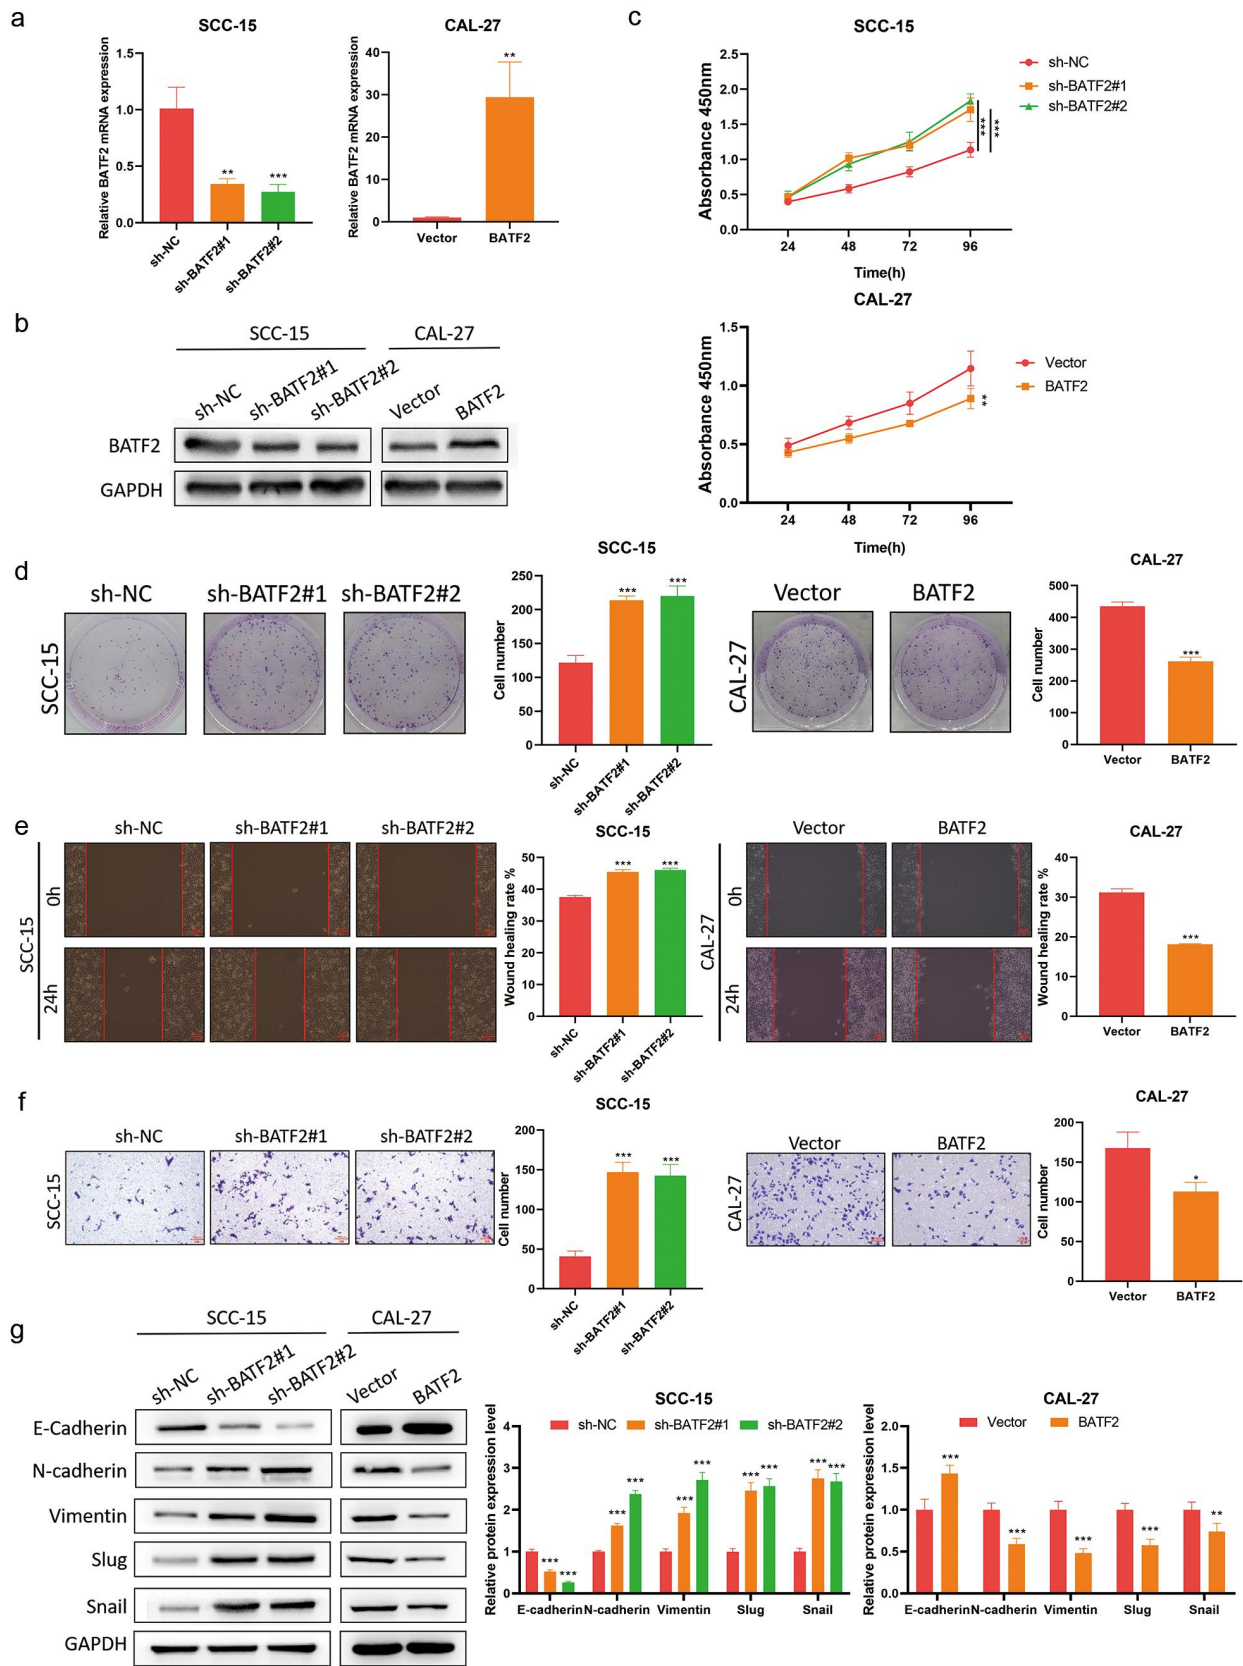 a
SCC-15
Relative BATF2 mRNA expression
1.5
1.0
0.5
0.0
**
***
sh-NC
sh-BATF2#1
sh-BATF2#2
CAL-27
Relative BATF2 mRNA expression
40
30
20
10
0
**
Vector
BATF2
c
SCC-15
Absorbance 450nm
2.5
2.0
1.5
1.0
0.5
0.0
24
48
72
96
Time(h)
sh-NC
sh-BATF2#1
sh-BATF2#2
***
***
CAL-27
Absorbance 450nm
1.5
1.0
0.5
0.0
24
48
72
96
Time(h)
Vector
BATF2
**
b
SCC-15
CAL-27
sh-NC
sh-BATF2#1
sh-BATF2#2
Vector
BATF2
BATF2
GAPDH
d
SCC-15
sh-NC
sh-BATF2#1
sh-BATF2#2
SCC-15
Cell number
250
200
150
100
50
0
***
***
sh-NC
sh-BATF2#1
sh-BATF2#2
CAL-27
Vector
BATF2
CAL-27
Cell number
500
400
300
200
100
0
***
Vector
BATF2
e
SCC-15
sh-NC
sh-BATF2#1
sh-BATF2#2
0h
24h
SCC-15
Wound healing rate %
50
40
30
20
10
0
***
***
sh-NC
sh-BATF2#1
sh-BATF2#2
CAL-27
Vector
BATF2
0h
24h
CAL-27
Wound healing rate %
40
30
20
10
0
***
Vector
BATF2
f
SCC-15
sh-NC
sh-BATF2#1
sh-BATF2#2
SCC-15
Cell number
200
150
100
50
0
***
***
sh-NC
sh-BATF2#1
sh-BATF2#2
CAL-27
Vector
BATF2
CAL-27
Cell number
200
150
100
50
0
*
Vector
BATF2
g
SCC-15
CAL-27
sh-NC
sh-BATF2#1
sh-BATF2#2
Vector
BATF2
E-Cadherin
N-cadherin
Vimentin
Slug
Snail
GAPDH
SCC-15
sh-NC
sh-BATF2#1
sh-BATF2#2
Relative protein expression level
4
3
2
1
0
***
***
***
***
***
***
***
***
***
***
E-cadherin
N-cadherin
Vimentin
Slug
Snail
CAL-27
Vector
BATF2
Relative protein expression level
2.0
1.5
1.0
0.5
0.0
***
***
***
***
**
E-cadherin
N-cadherin
Vimentin
Slug
Snail